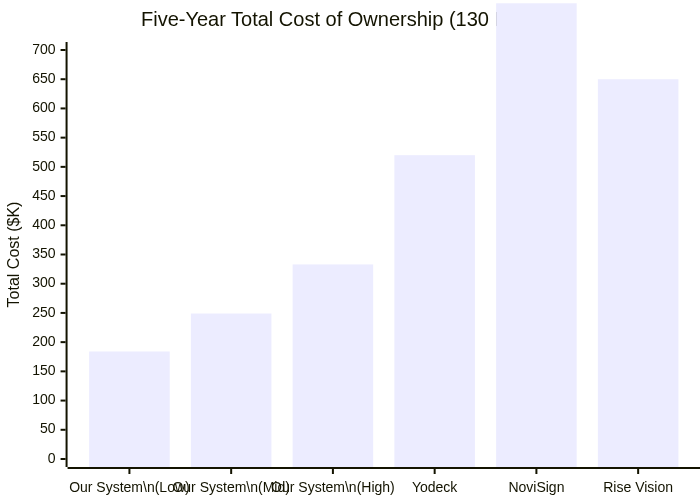 Five-Year Total Cost of Ownership (130
700
650
600
550
500
450
400
350
300
250
200
150
100
50
0
Total Cost ($K)
Our System\n(Low)
Our System\n(Mid)
Our System\n(High)
Yodeck
NoviSign
Rise Vision